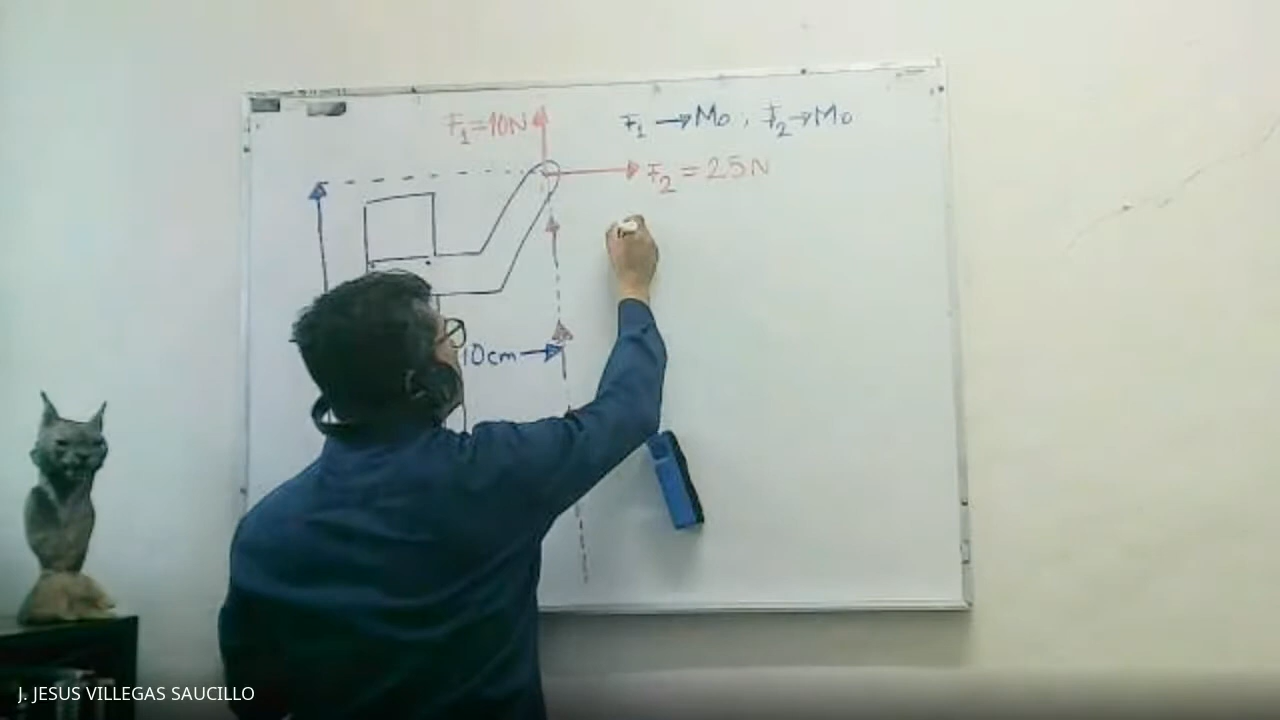 F1=10N
F1 → Mo , F2 → Mo
F2 = 25N
10cm
J. JESUS VILLEGAS SAUCILLO